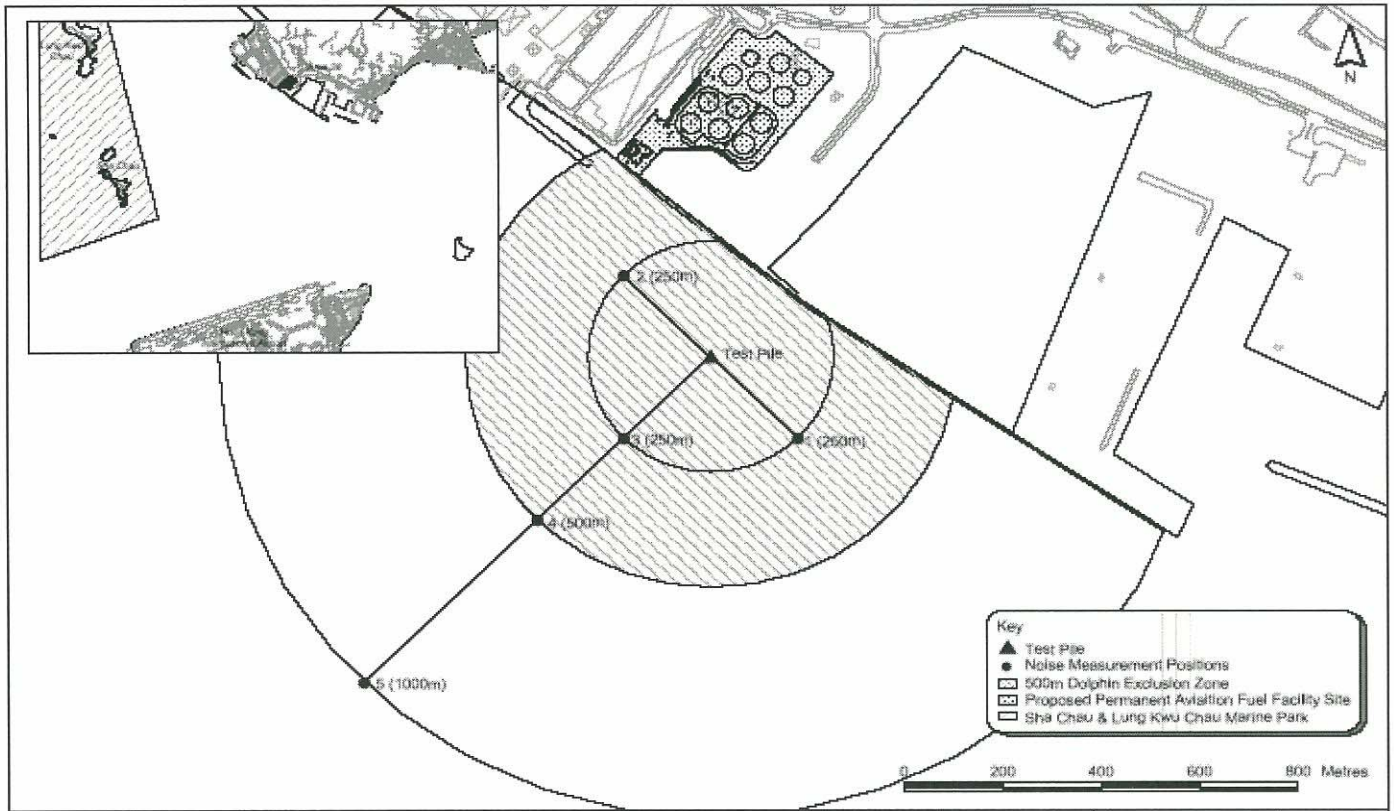 N
2 (250m)
Test Pile
3 (250m)
1 (250m)
4 (500m)
5 (1000m)
Key
Test Pile
Noise Measurement Positions
500m Dolphin Exclusion Zone
Proposed Permanent Aviaition Fuel Facility Site
Sha Chau & Lung Kwu Chau Marine Park
0 200 400 600 800 Metres